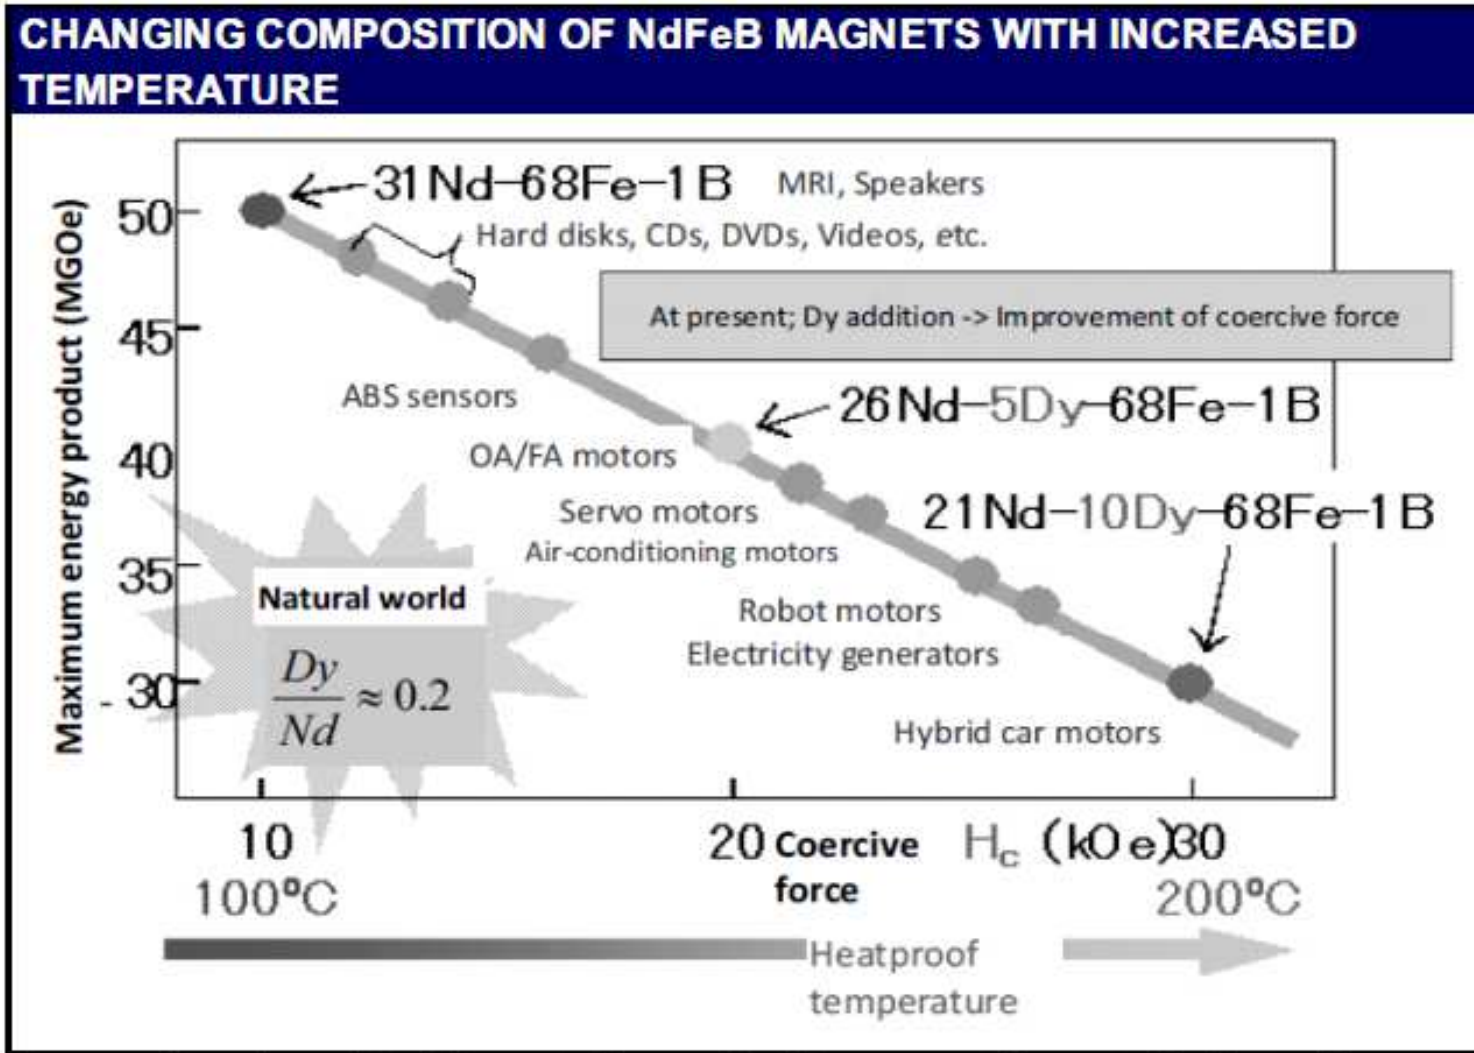 CHANGING COMPOSITION OF NdFeB MAGNETS WITH INCREASED
TEMPERATURE
Maximum energy product (MGOe)
50
45
40
35
- 30
31Nd-68Fe-1B
MRI, Speakers
Hard disks, CDs, DVDs, Videos, etc.
At present; Dy addition -> Improvement of coercive force
ABS sensors
26Nd-5Dy-68Fe-1B
OA/FA motors
Servo motors
21Nd-10Dy-68Fe-1B
Air-conditioning motors
Natural world
Dy
Nd
≈ 0.2
Robot motors
Electricity generators
Hybrid car motors
10
20
Coercive
force
Hc (kOe)
30
100ºC
200ºC
Heatproof
temperature